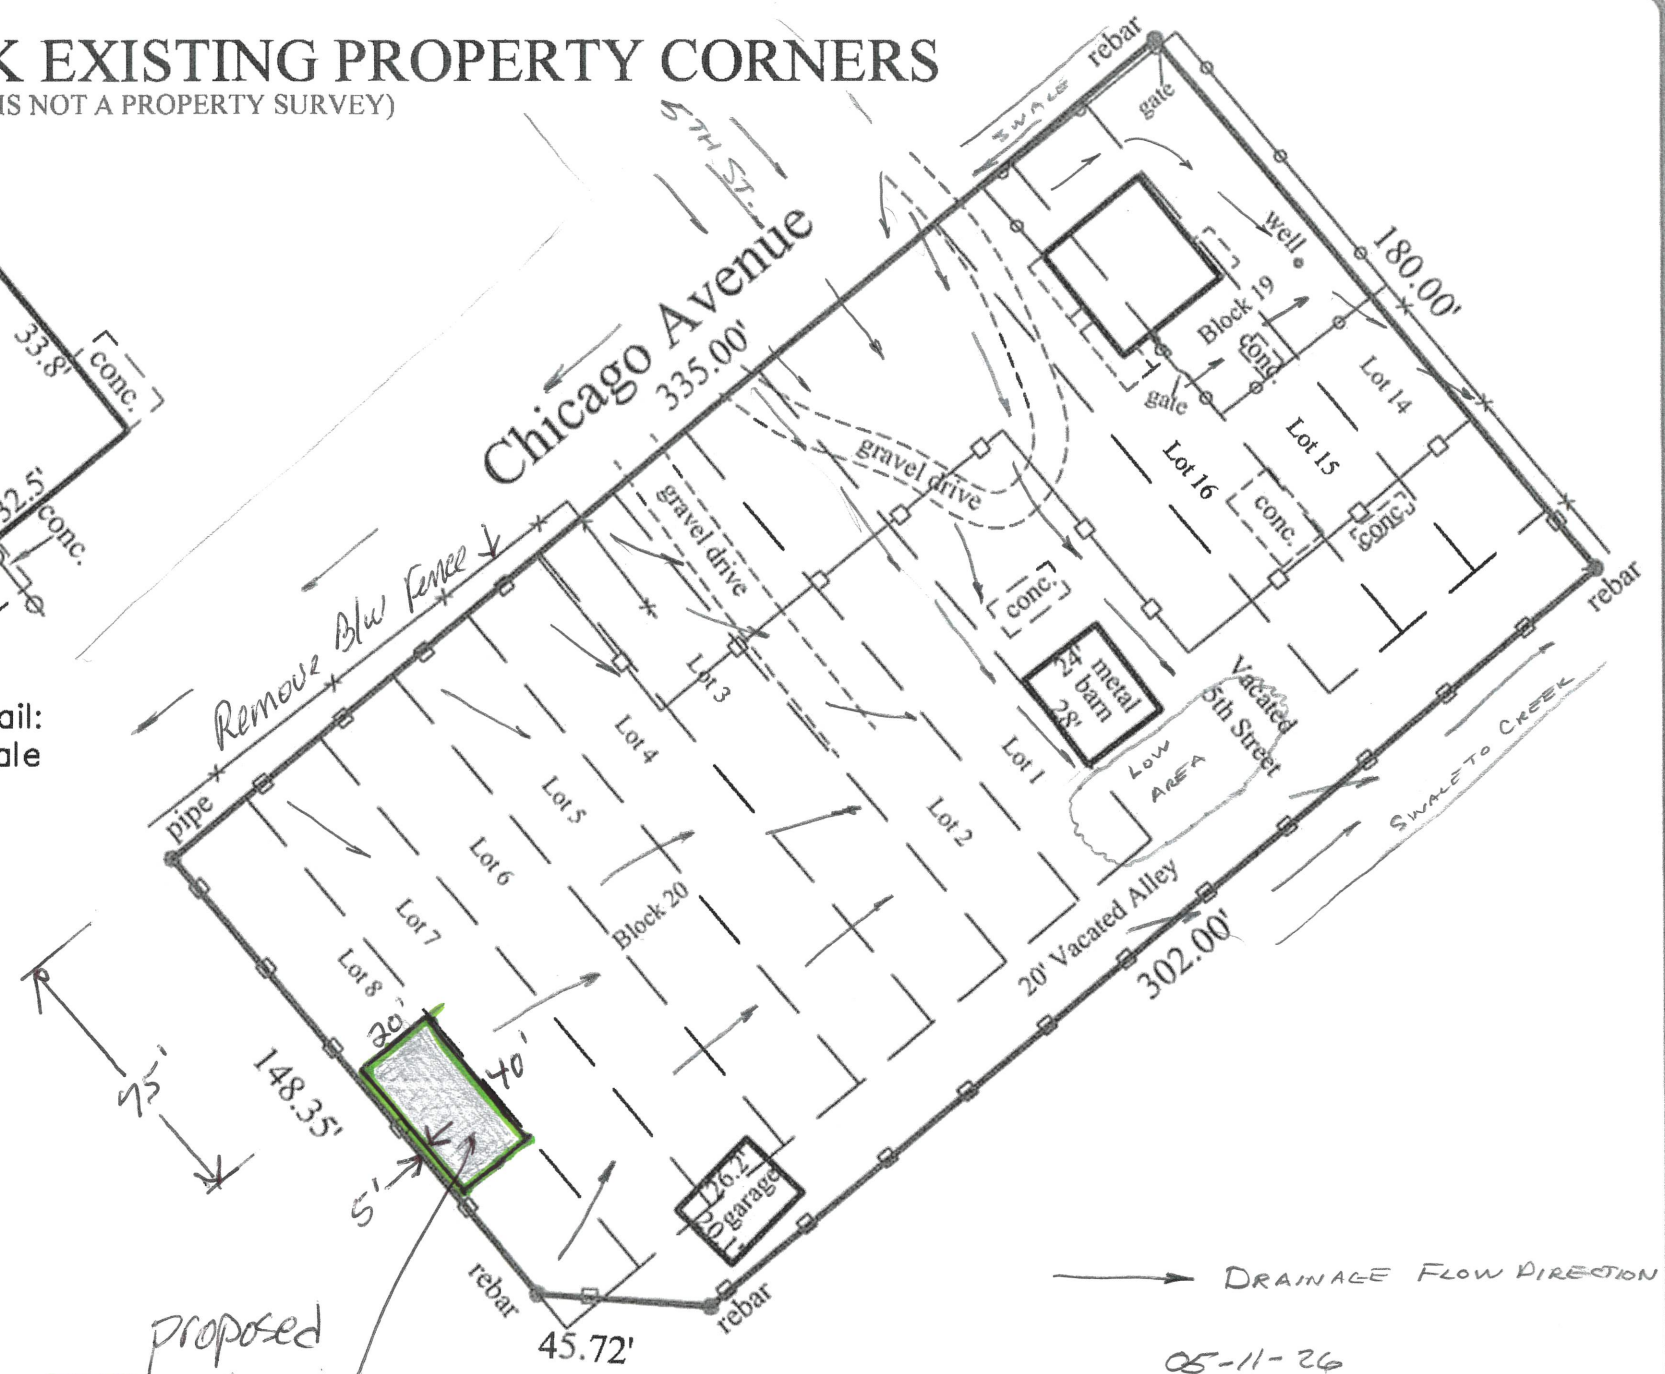 K EXISTING PROPERTY CORNERS
IS NOT A PROPERTY SURVEY)
rebar
gate
SWALE
5TH ST.
Chicago Avenue
335.00'
well
180.00'
Block 19
conc.
gate
Lot 14
Lot 15
Lot 16
conc.
conc.
rebar
33.8'
conc.
32.5'
conc.
gravel drive
gravel drive
Remove Blw Fence
conc.
24'
metal
barn
28'
Vacated
5th Street
LOW
AREA
SWALE TO CREEK
ail:
ale
pipe
Lot 3
Lot 4
Lot 5
Lot 6
Lot 7
Lot 8
Lot 1
Lot 2
Block 20
20' Vacated Alley
302.00'
20'
40'
75'
148.35'
5'
26.2'
garage
20.1'
rebar
rebar
45.72'
proposed
DRAINAGE FLOW DIRECTION
05-11-26